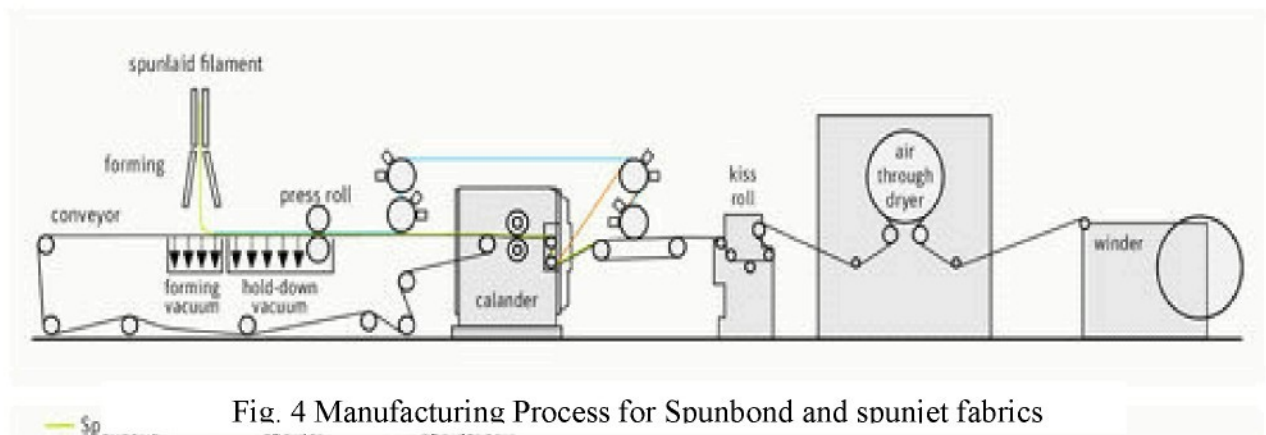 spunlaid filament
forming
press roll
conveyor
forming
vacuum
hold-down
vacuum
calander
kiss
roll
air
through
dryer
winder
Fig. 4 Manufacturing Process for Spunbond and spunjet fabrics
Sp